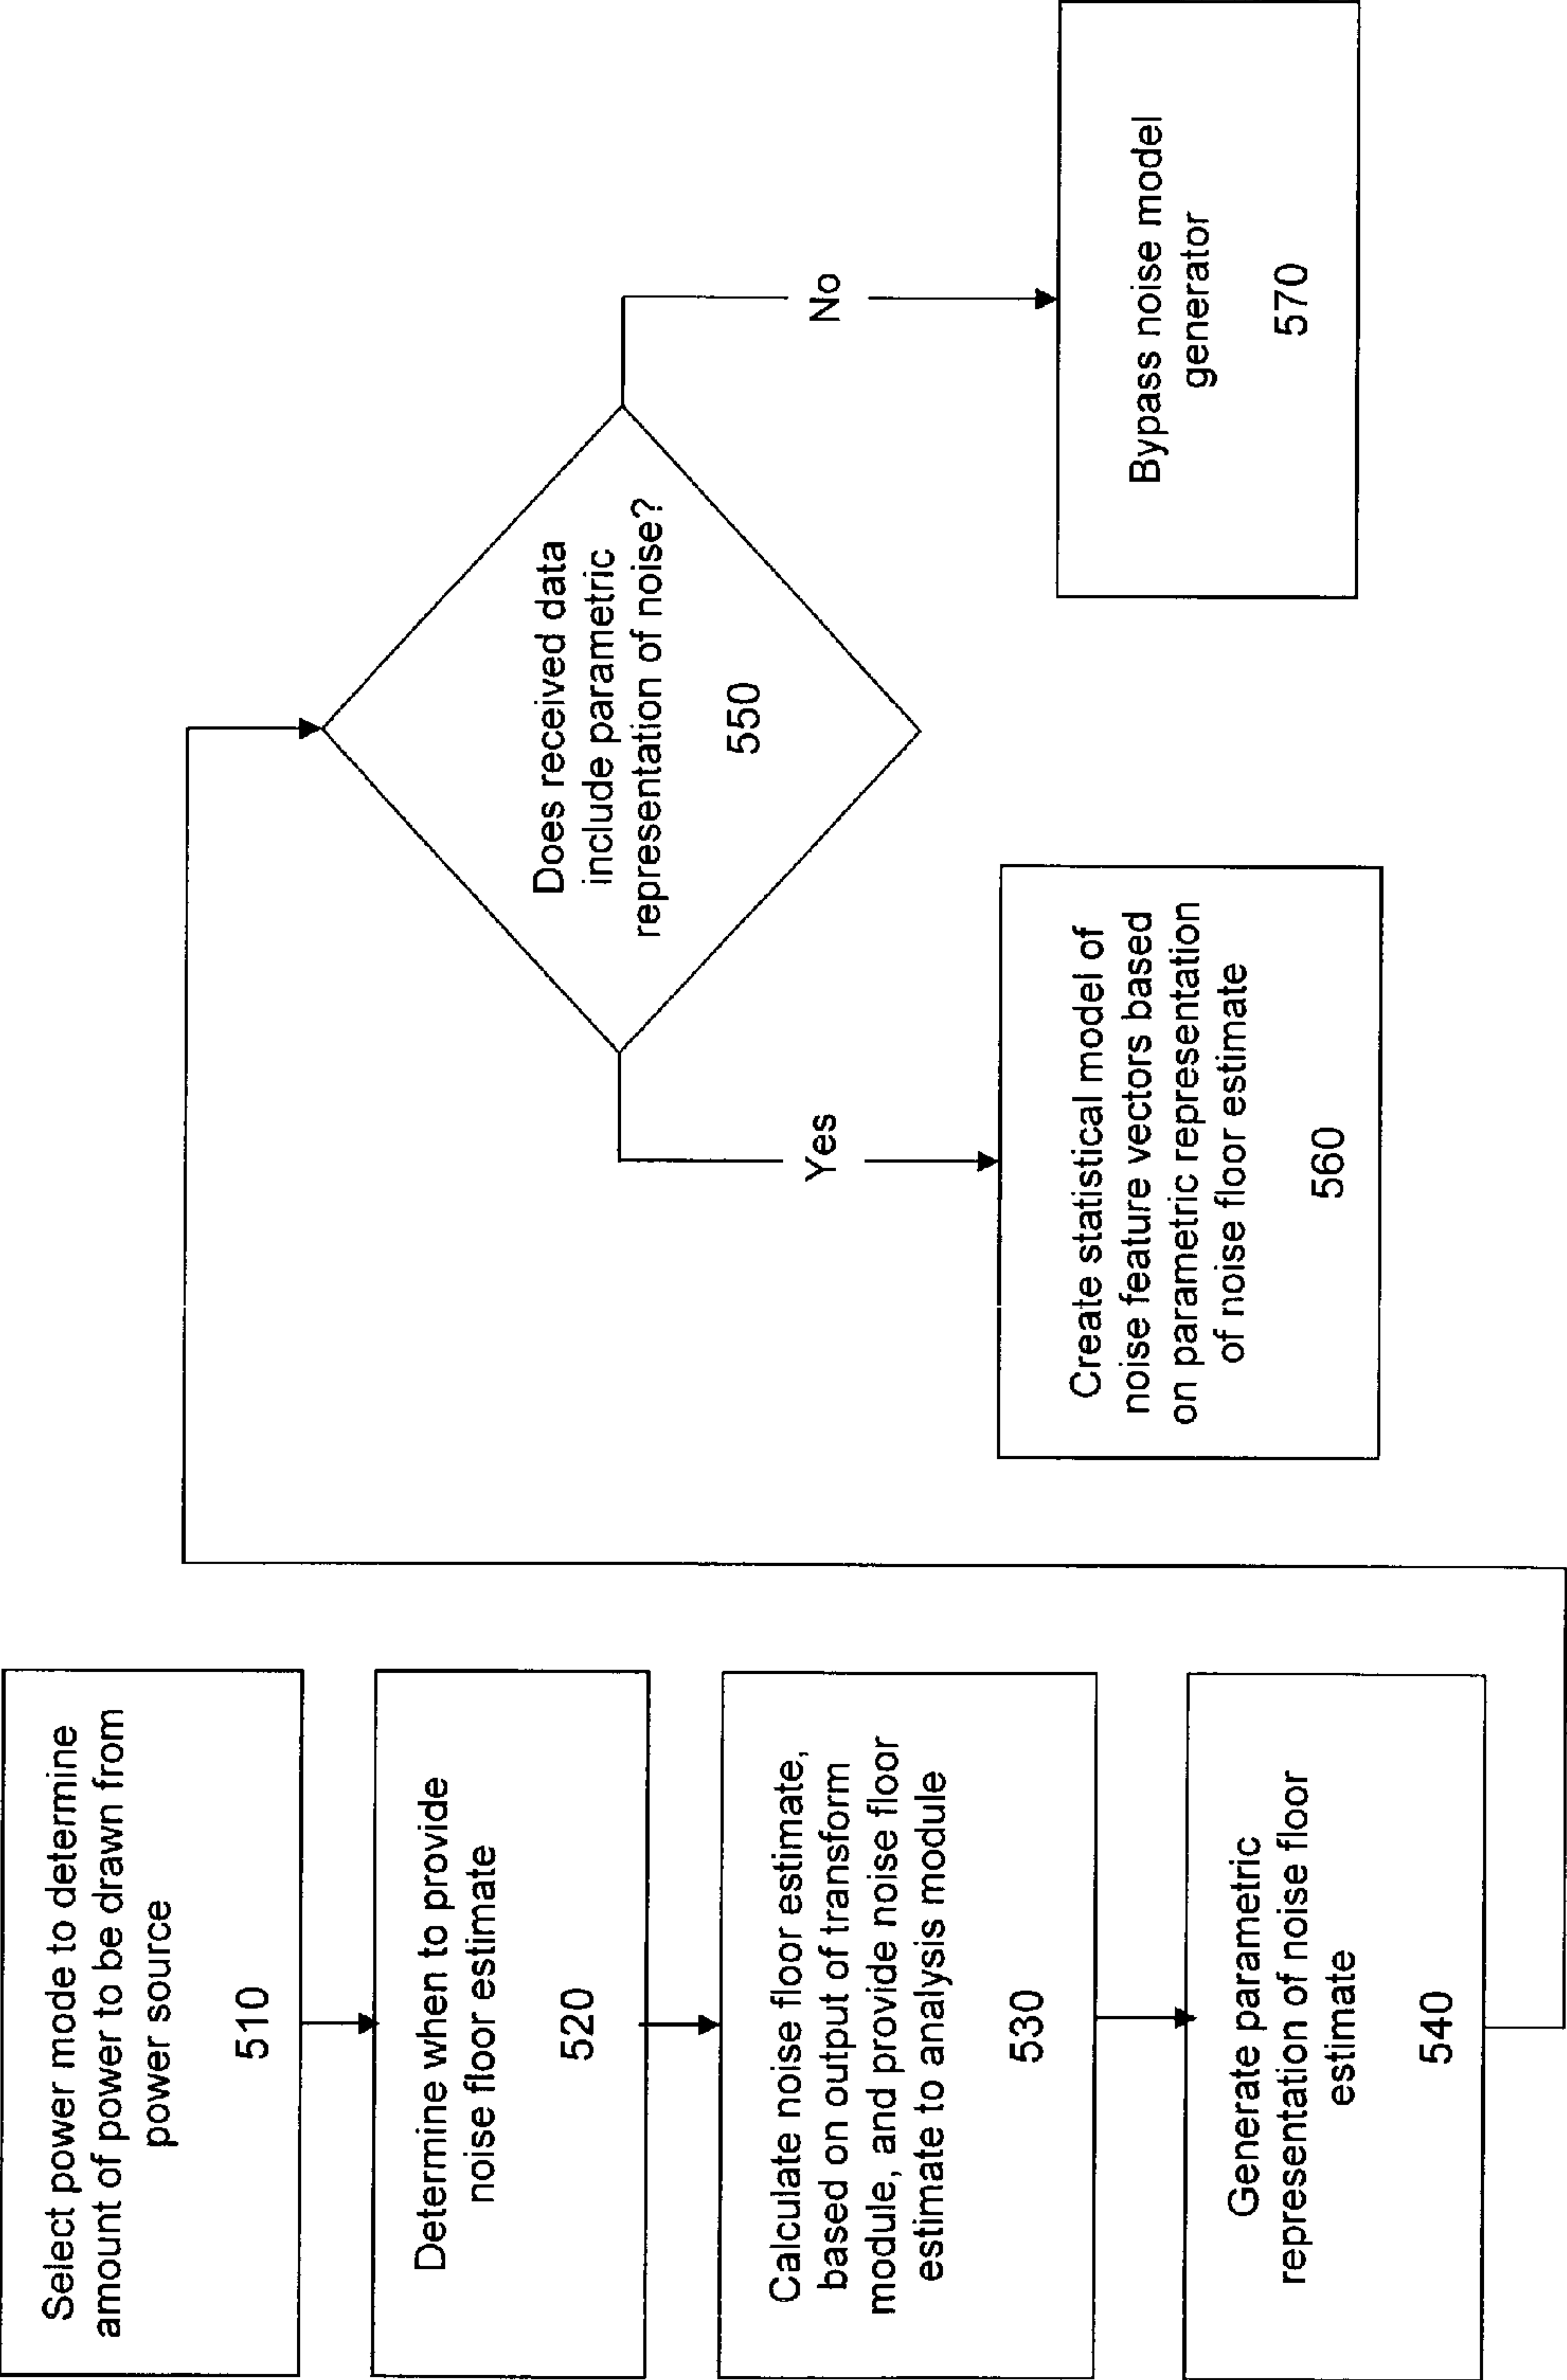 Select power mode to determine
amount of power to be drawn from
power source
510
Determine when to provide
noise floor estimate
520
Calculate noise floor estimate,
based on output of transform
module, and provide noise floor
estimate to analysis module
530
Generate parametric
representation of noise floor
estimate
540
Does received data
include parametric
representation of noise?
550
Yes
No
Create statistical model of
noise feature vectors based
on parametric representation
of noise floor estimate
560
Bypass noise model
generator
570